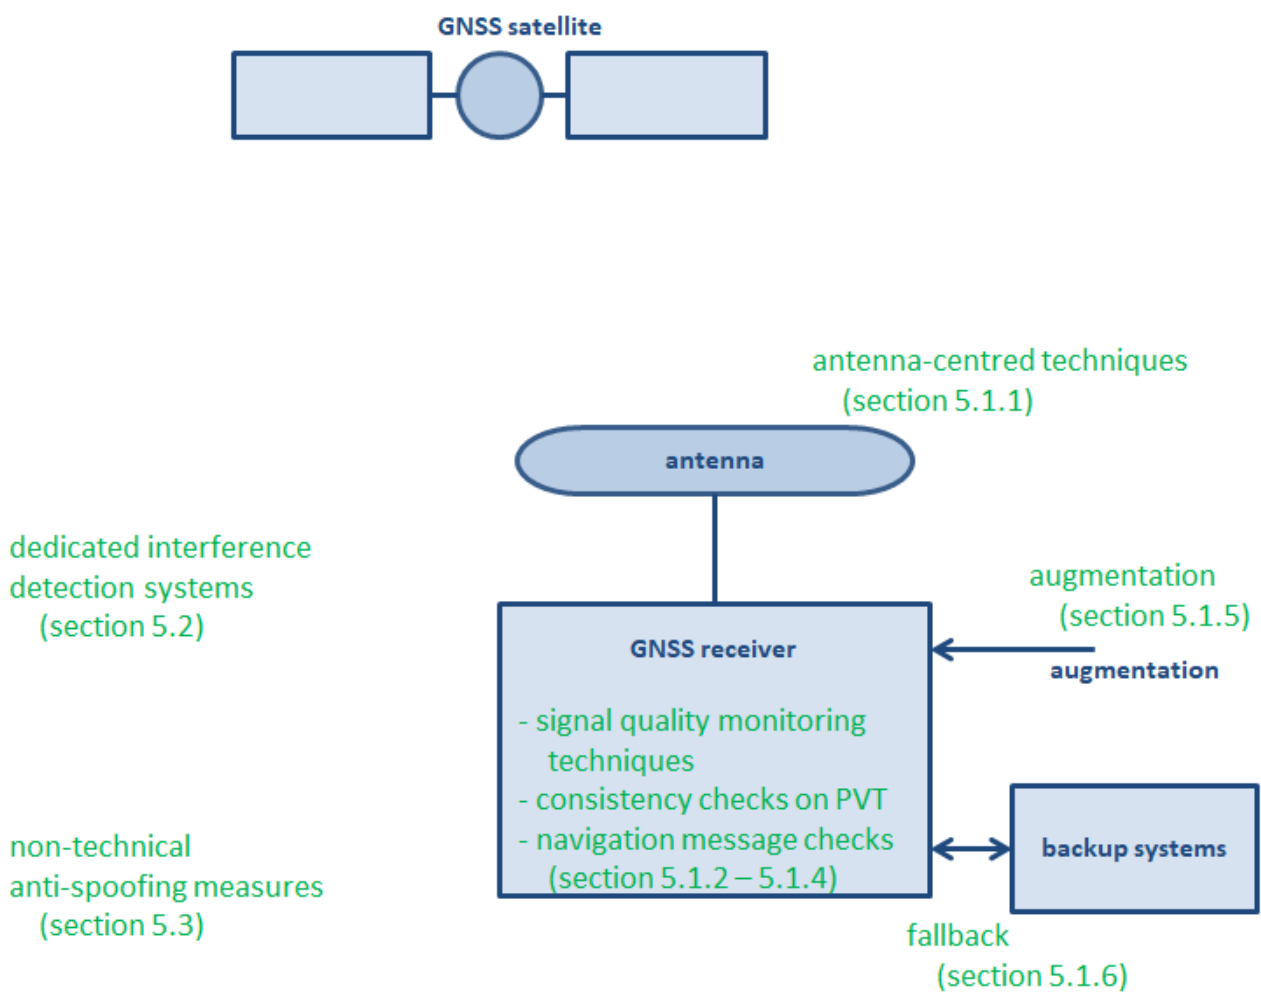 GNSS satellite
antenna-centred techniques
(section 5.1.1)
antenna
dedicated interference
detection systems
(section 5.2)
augmentation
(section 5.1.5)
augmentation
GNSS receiver
- signal quality monitoring
techniques
- consistency checks on PVT
- navigation message checks
(section 5.1.2 – 5.1.4)
backup systems
non-technical
anti-spoofing measures
(section 5.3)
fallback
(section 5.1.6)